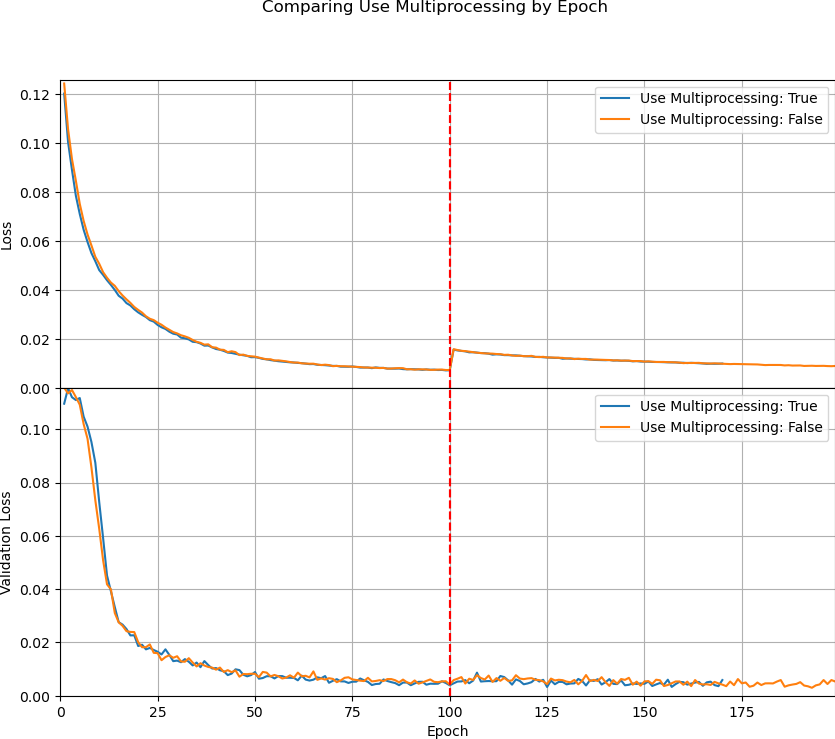 Comparing Use Multiprocessing by Epoch
0.12
0.10
0.08
0.06
0.04
0.02
0.00
Loss
Use Multiprocessing: True
Use Multiprocessing: False
0.10
0.08
0.06
0.04
0.02
0.00
Validation Loss
Use Multiprocessing: True
Use Multiprocessing: False
0 25 50 75 100 125 150 175
Epoch